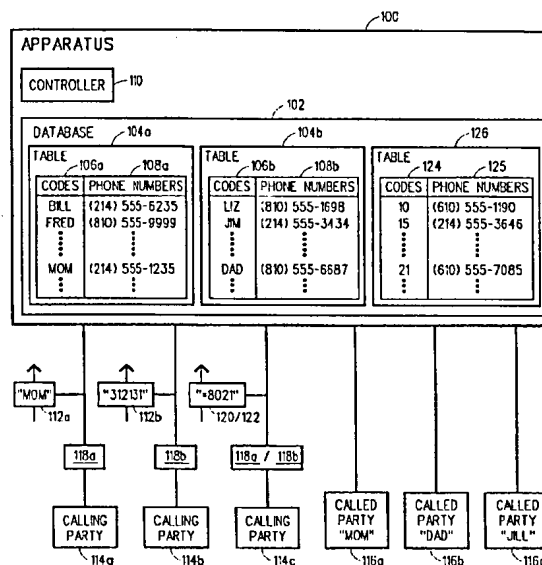 100
APPARATUS
CONTROLLER 110
102
DATABASE 104a 104b 126
TABLE TABLE TABLE
106a 108a 106b 108b 124 125
CODES PHONE NUMBERS CODES PHONE NUMBERS CODES PHONE NUMBERS
BILL (214) 555-6235 LIZ (810) 555-1698 10 (610) 555-1190
FRED (810) 555-9999 JIM (214) 555-3434 15 (214) 555-3646
MOM (214) 555-1235 DAD (810) 555-6687 21 (610) 555-7085
"MOM" "312131" "*8021"
112a 112b 120/122
118a 118b 118a / 118b
CALLING PARTY CALLING PARTY CALLING PARTY CALLED PARTY "MOM" CALLED PARTY "DAD" CALLED PARTY "JILL"
114a 114b 114c 116a 116b 116c